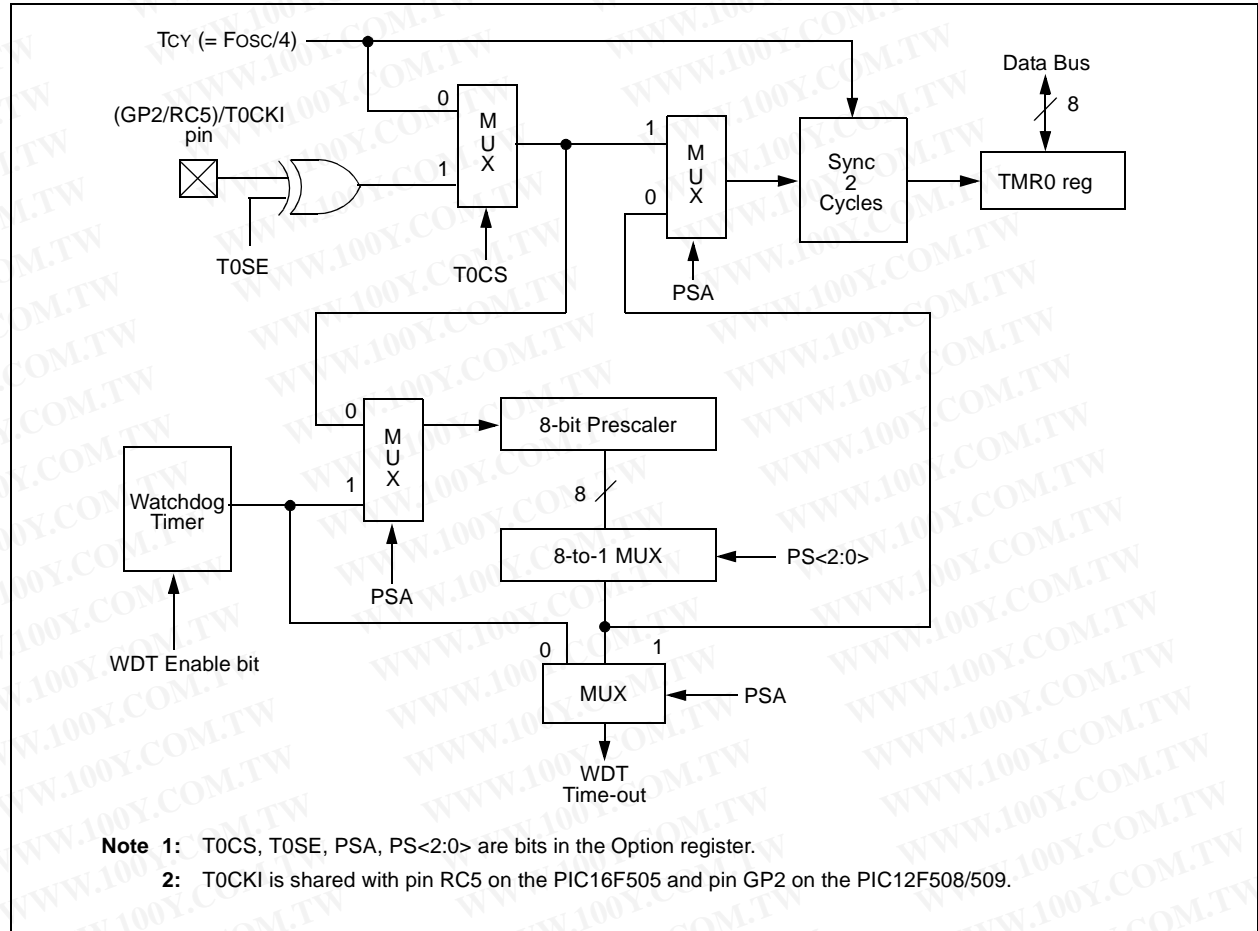 TCY (= FOSC/4)
Data Bus
8
(GP2/RC5)/T0CKI
pin
0
1
M
U
X
T0SE
T0CS
1
0
M
U
X
PSA
Sync
2
Cycles
TMR0 reg
0
1
M
U
X
PSA
8-bit Prescaler
8
Watchdog
Timer
8-to-1 MUX
PS<2:0>
WDT Enable bit
0
1
MUX
PSA
WDT
Time-out
Note 1: T0CS, T0SE, PSA, PS<2:0> are bits in the Option register.
2: T0CKI is shared with pin RC5 on the PIC16F505 and pin GP2 on the PIC12F508/509.
WWW.100Y.COM.TW